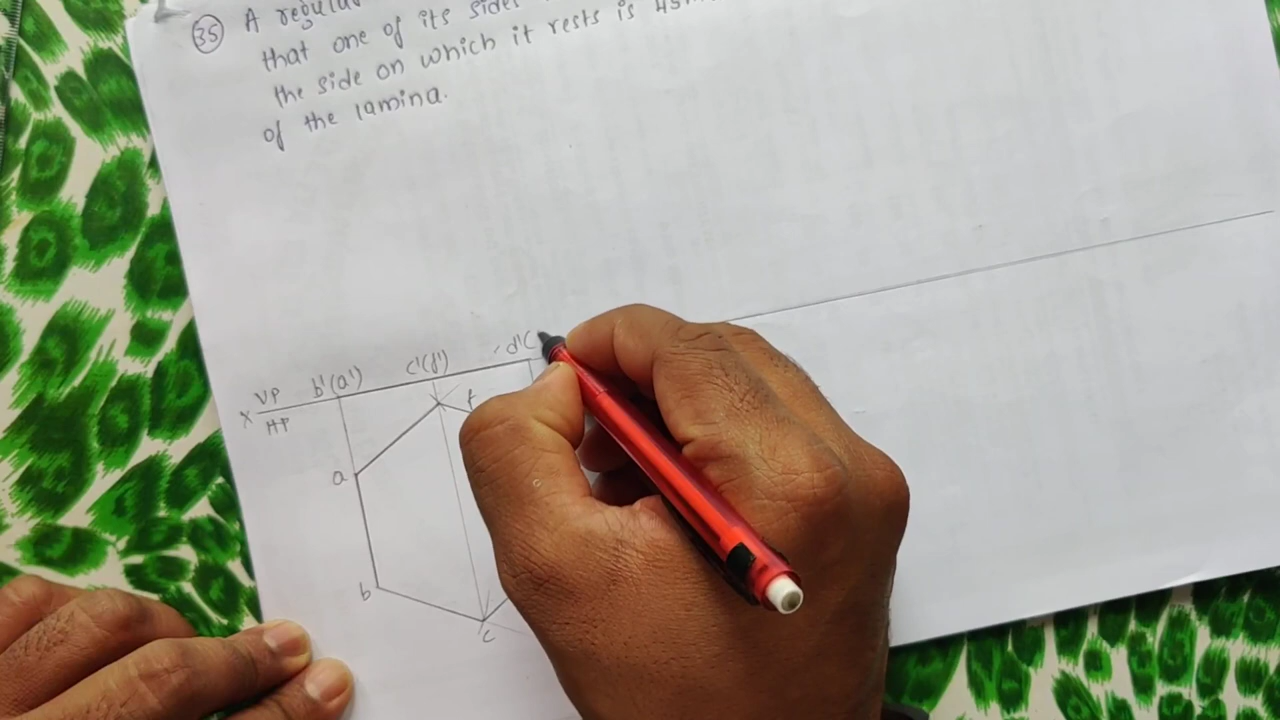 35 A regular
that one of its sides
the side on which it rests is 45
of the lamina.
b'(a') c'(f') d'(
X VP
HP
f
a
b
c